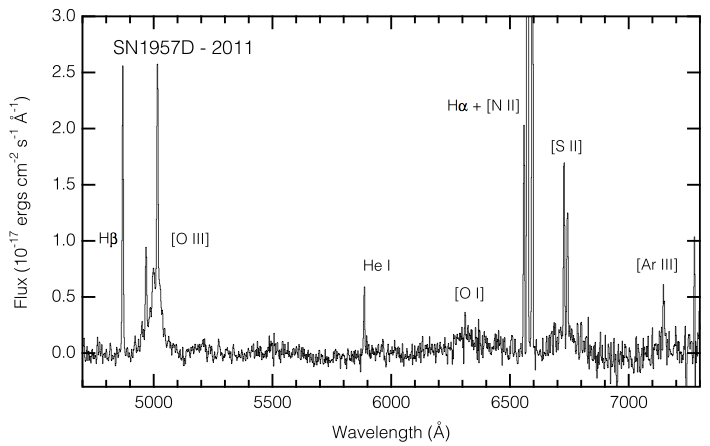 3.0
SN1957D - 2011
2.5
2.0
Hα + [N II]
[S II]
1.5
1.0
Hβ
[O III]
He I
[O I]
[Ar III]
0.5
0.0
Flux (10⁻¹⁷ ergs cm⁻² s⁻¹ Å⁻¹)
5000 5500 6000 6500 7000
Wavelength (Å)